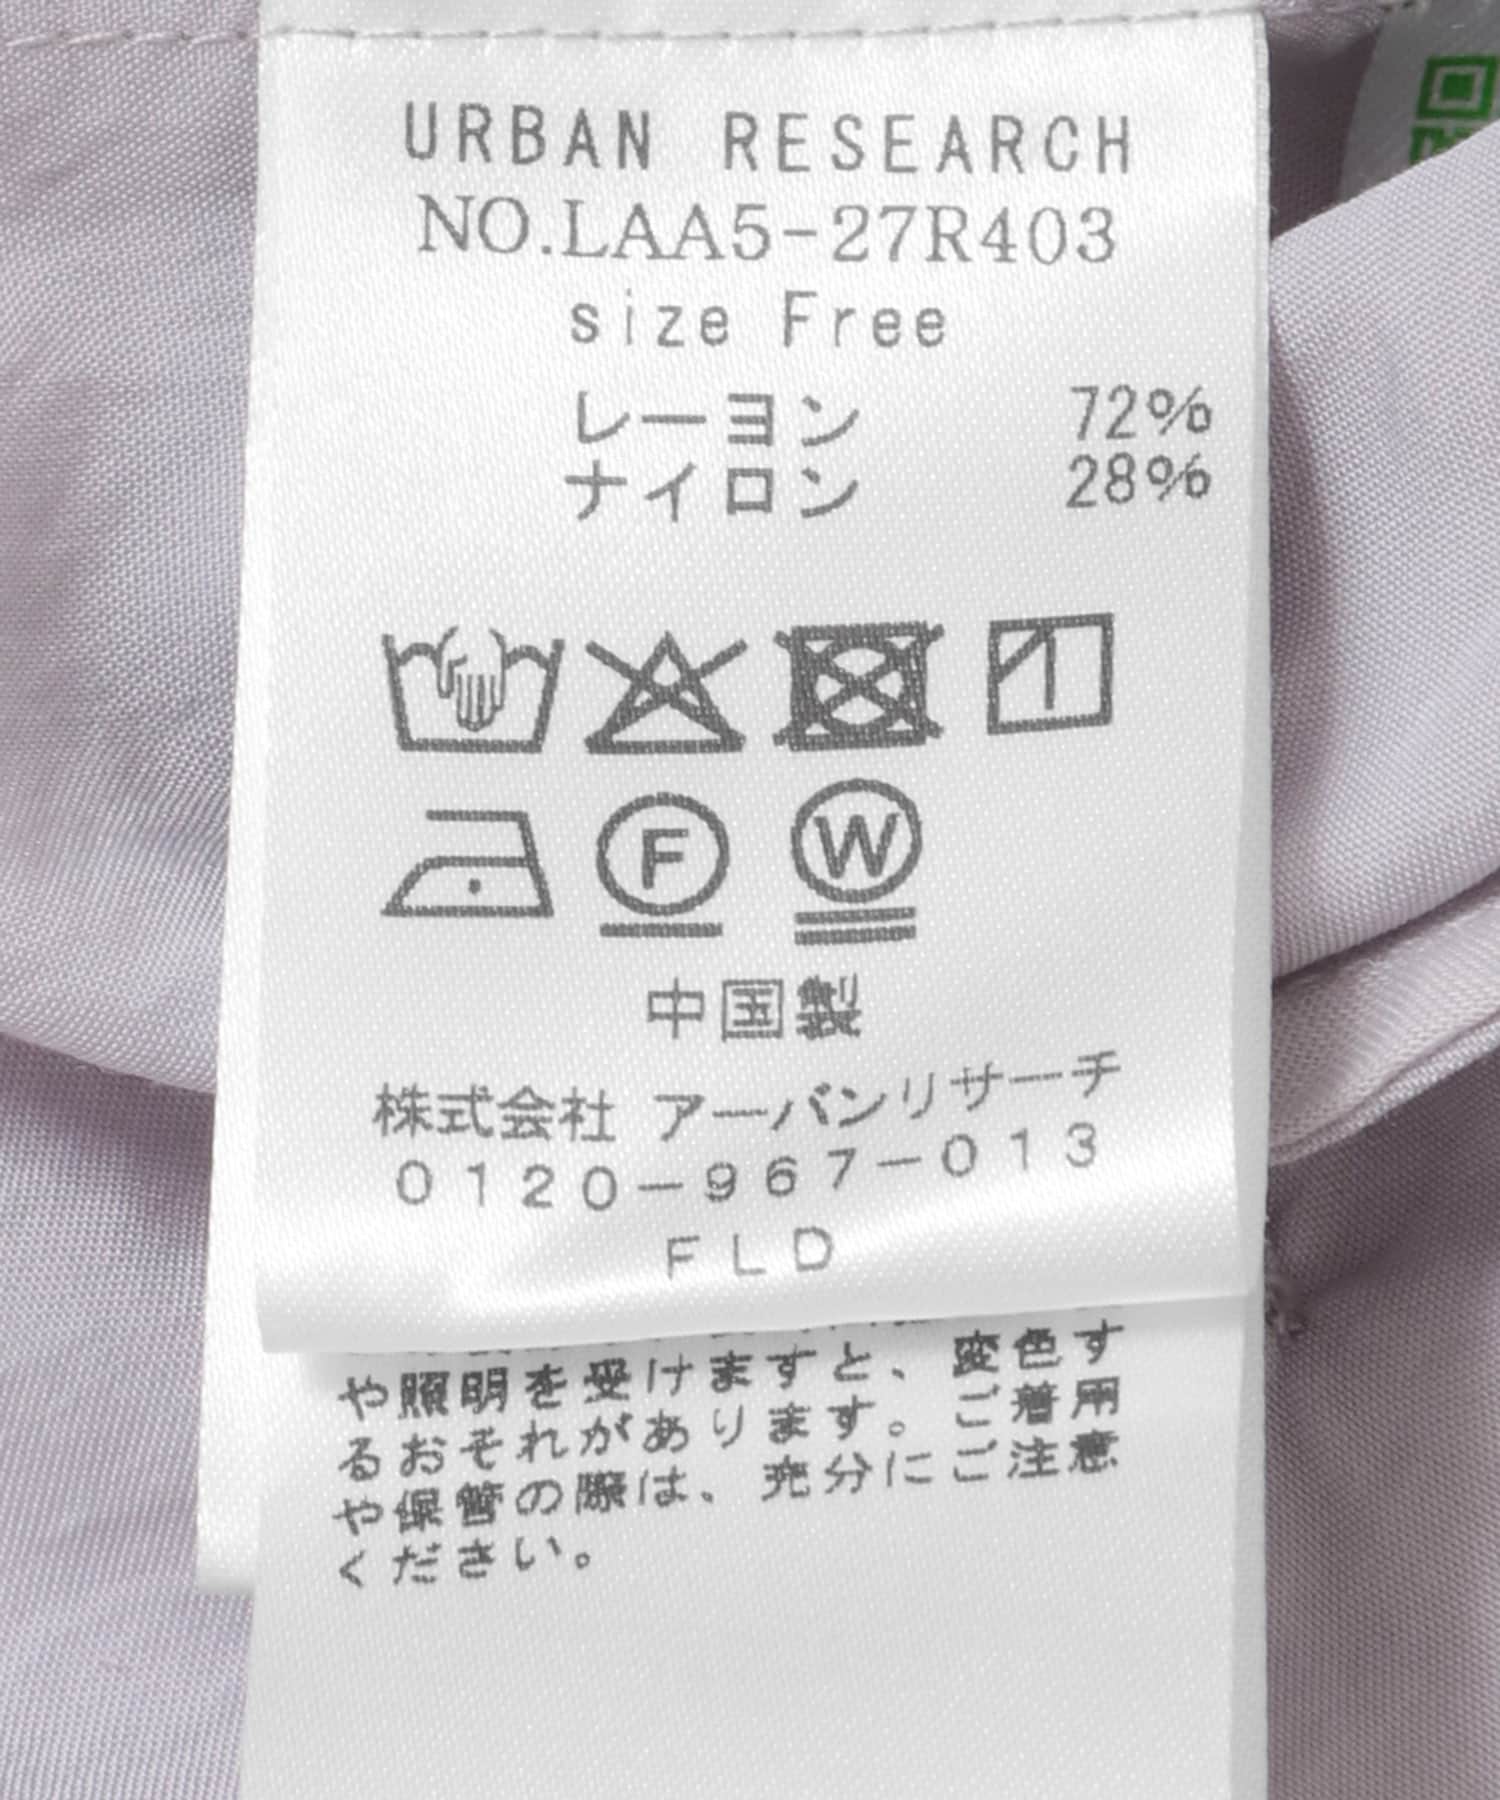 URBAN RESEARCH
NO.LAA5-27R403
size Free
レーヨン 72%
ナイロン 28%
F W
中国製
株式会社 アーバンリサーチ
0120-967-013
FLD
や照明を受けますと、変色す
るおそれがあります。ご着用
や保管の際は、充分にご注意
ください。